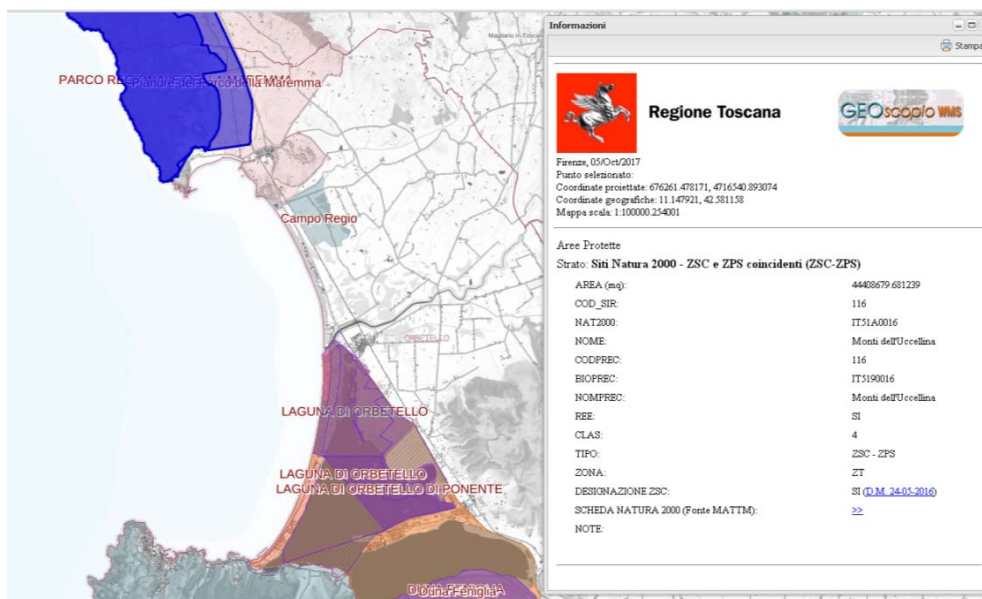 Informazioni
Stampa
Regione Toscana
GEOscopio WMS
Firenze, 05/Oct/2017
Punto selezionato:
Coordinate proiettate: 676261.478171, 4716540.893074
Coordinate geografiche: 11.147921, 42.581158
Mappa scala: 1:100000.254001
Aree Protette
Strato: Siti Natura 2000 - ZSC e ZPS coincidenti (ZSC-ZPS)
AREA (mq): 44408679.681239
COD_SIR: 116
NAT2000: IT51A0016
NOME: Monti dell'Uccellina
CODPREC: 116
BIOPREC: IT5190016
NOMPREC: Monti dell'Uccellina
REE: SI
CLAS: 4
TIPO: ZSC - ZPS
ZONA: ZT
DESIGNAZIONE ZSC: SI (D.M. 24-05-2016)
SCHEDA NATURA 2000 (Fonte MATTM): >>
NOTE:
Magliano in Toscan
PARCO RE
Parco della Maremma
Campo Regio
ORBETELLO
LAGUNA DI ORBETELLO
LAGUNA DI ORBETELLO
LAGUNA DI ORBETELLO DI PONENTE
Duna Feniglia